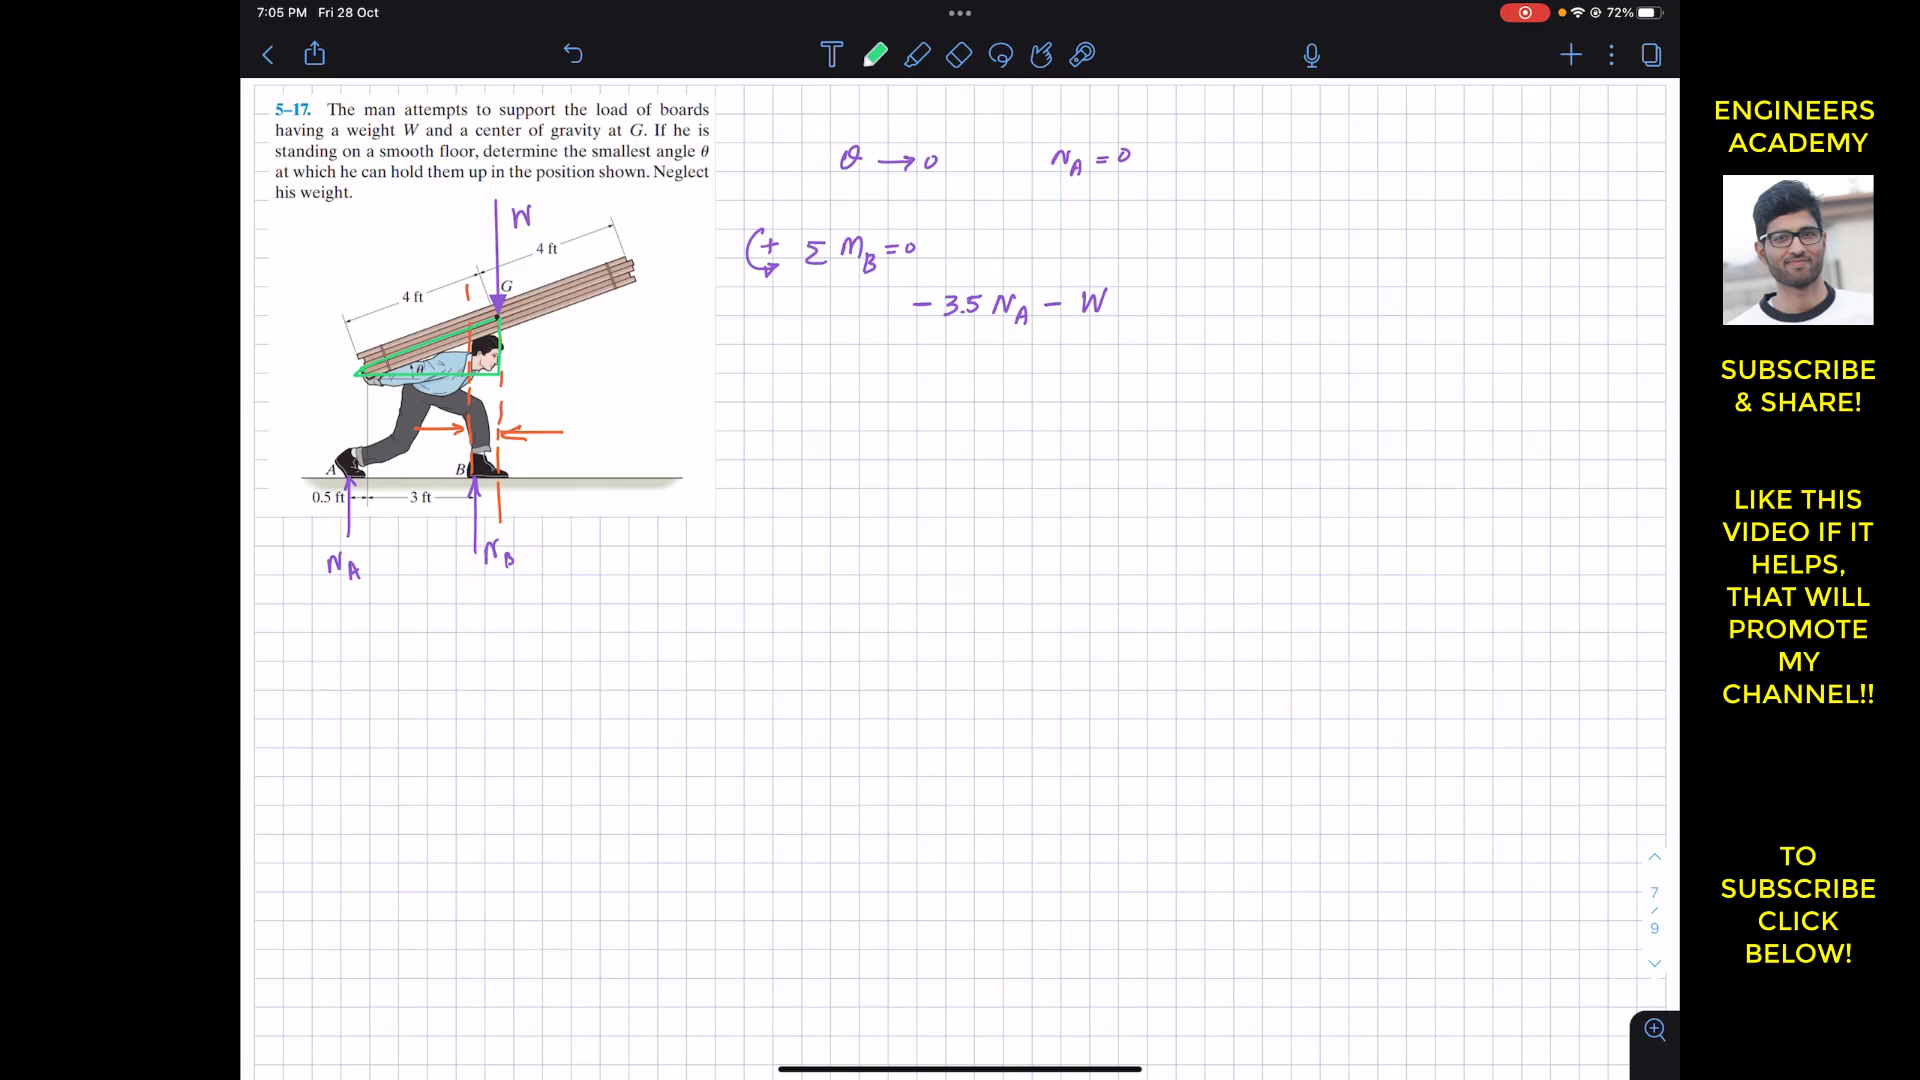 7:05 PM Fri 28 Oct
72%
5–17. The man attempts to support the load of boards
having a weight W and a center of gravity at G. If he is
standing on a smooth floor, determine the smallest angle θ
at which he can hold them up in the position shown. Neglect
his weight.
W
4 ft
G
4 ft
θ
A
B
0.5 ft
3 ft
N_A
N_B
θ → 0
N_A = 0
+ Σ M_B = 0
- 3.5 N_A - W
T
7
/
9
ENGINEERS
ACADEMY
SUBSCRIBE
& SHARE!
LIKE THIS
VIDEO IF IT
HELPS,
THAT WILL
PROMOTE
MY
CHANNEL!!
TO
SUBSCRIBE
CLICK
BELOW!